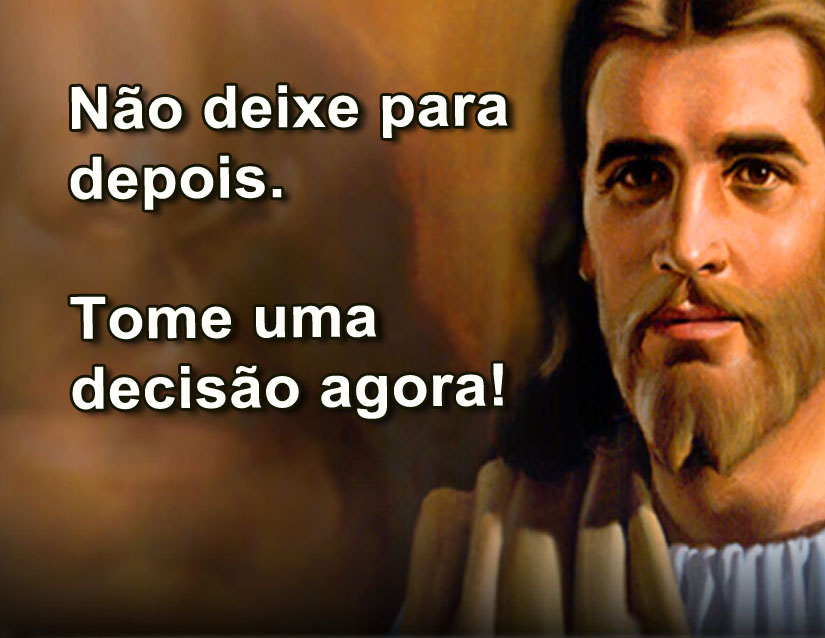 Não deixe para
depois.
Tome uma
decisão agora!